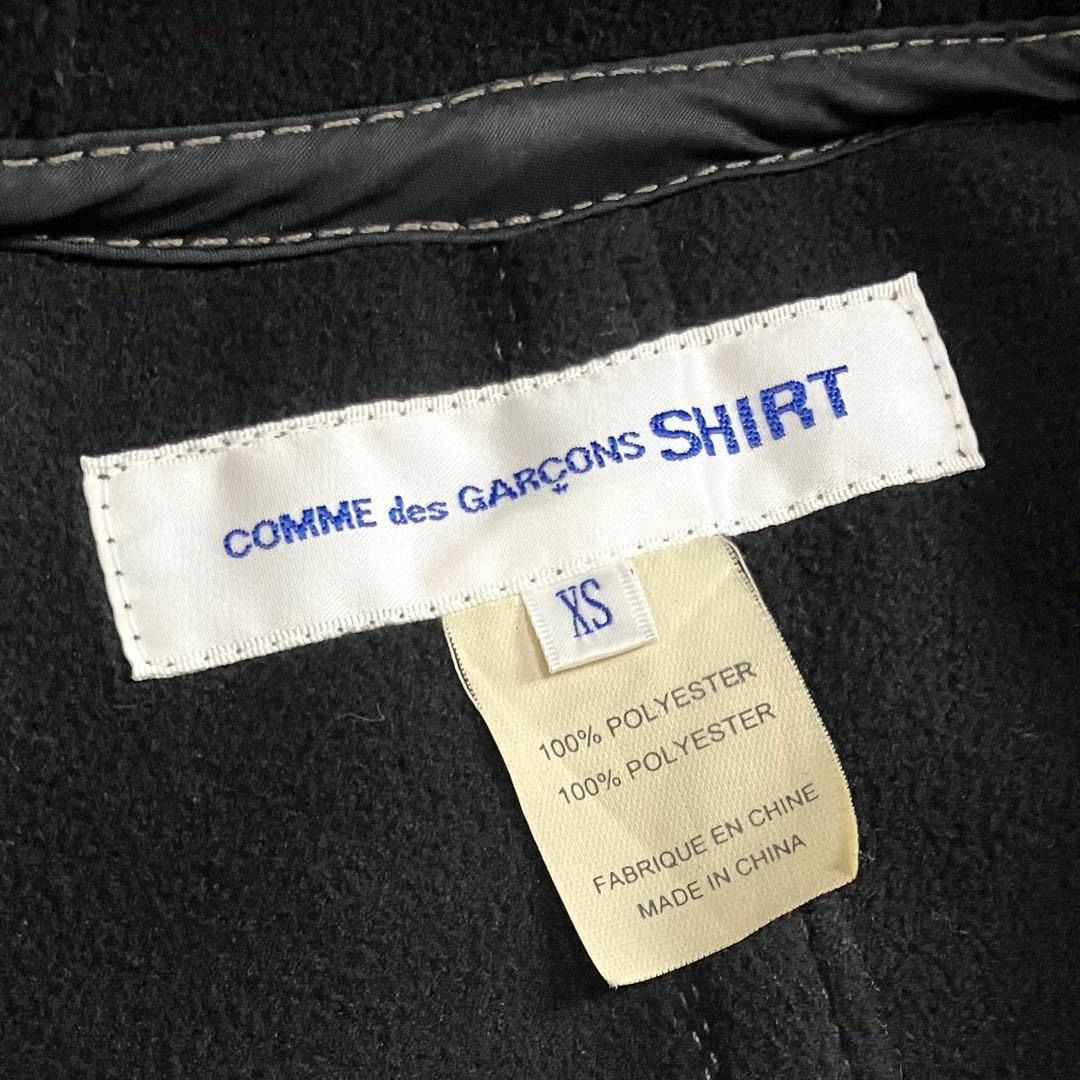 COMME des GARÇONS SHIRT
XS
100% POLYESTER
100% POLYESTER
FABRIQUE EN CHINE
MADE IN CHINA